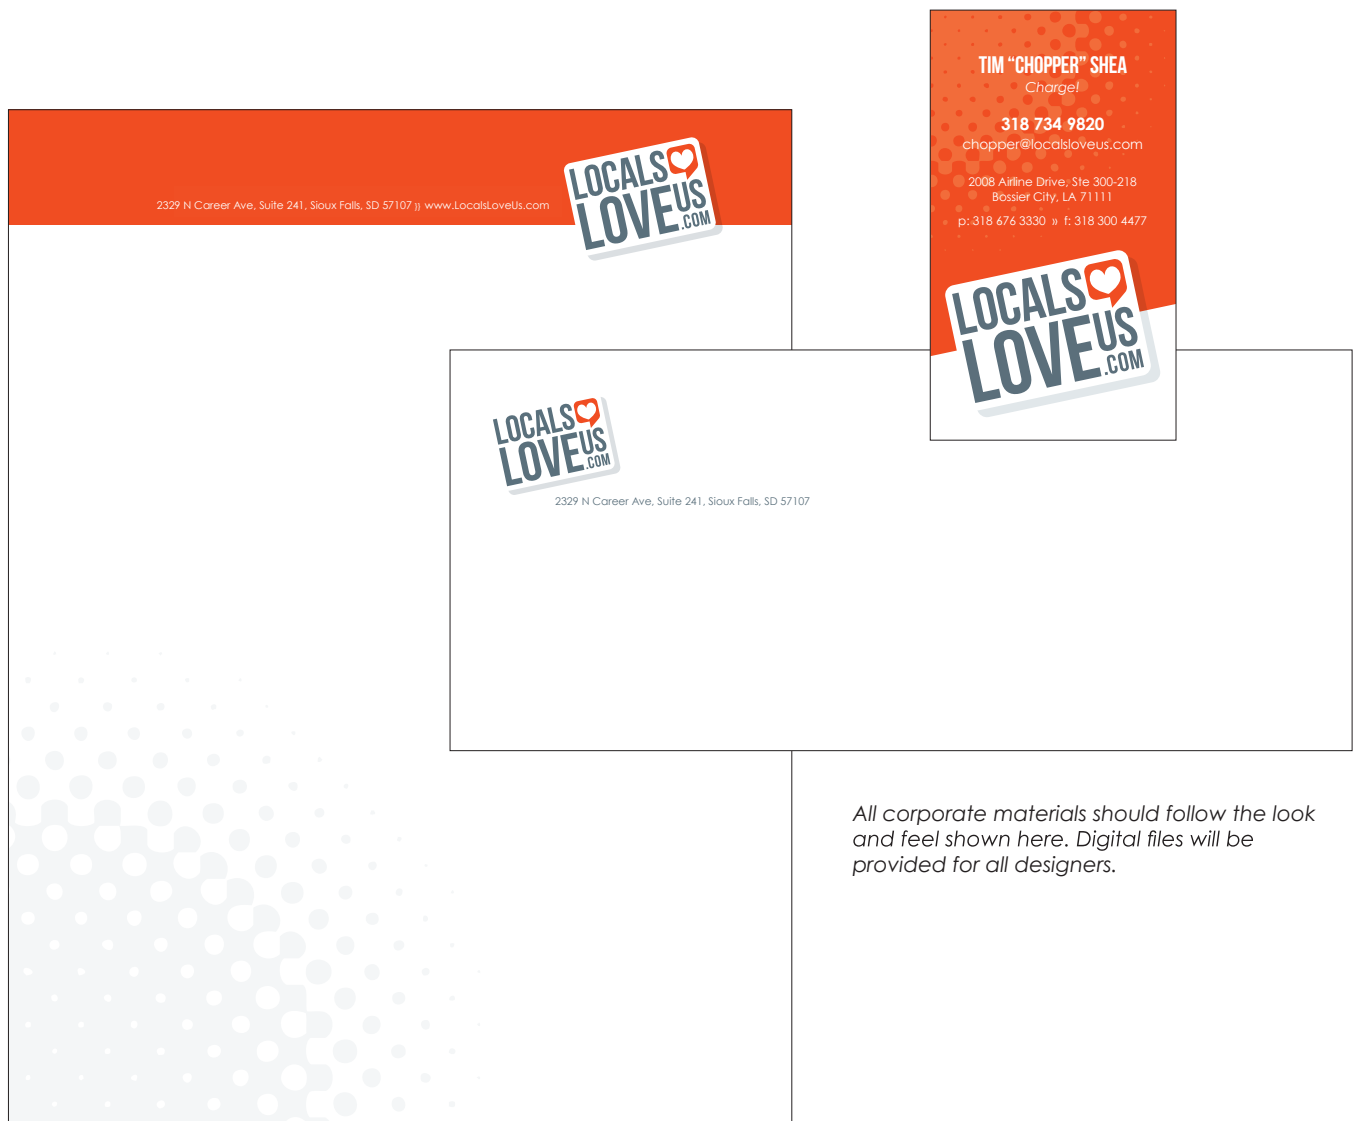 TIM “CHOPPER” SHEA
Charge!
318 734 9820
chopper@localsloveus.com
2008 Airline Drive, Ste 300-218
Bossier City, LA 71111
p: 318 676 3330 » f: 318 300 4477
LOCALS
LOVE US
.COM
2329 N Career Ave, Suite 241, Sioux Falls, SD 57107 )) www.LocalsLoveUs.com
LOCALS
LOVE US
.COM
LOCALS
LOVE US
.COM
2329 N Career Ave, Suite 241, Sioux Falls, SD 57107
All corporate materials should follow the look
and feel shown here. Digital files will be
provided for all designers.